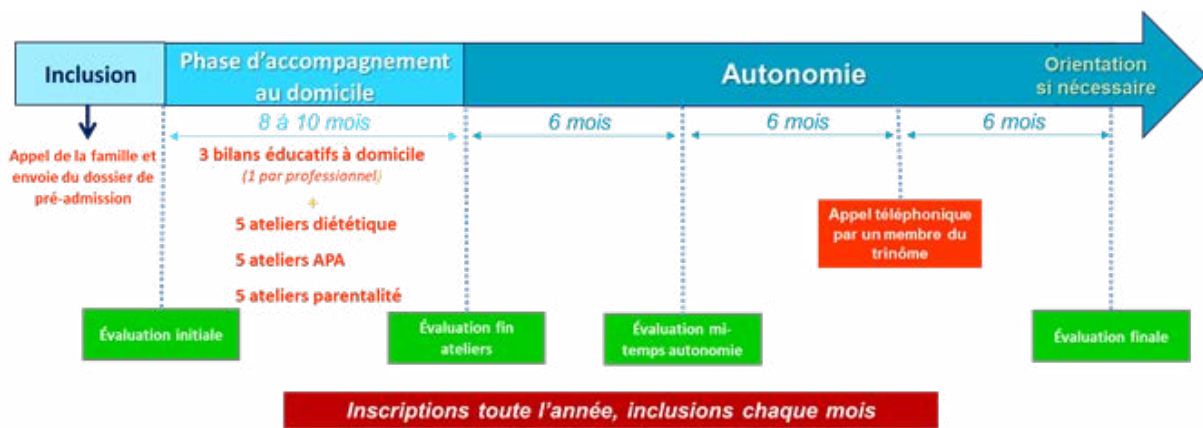 Inclusion
Phase d'accompagnement
au domicile
Autonomie
Orientation
si nécessaire
8 à 10 mois
6 mois
6 mois
6 mois
Appel de la famille et
envoie du dossier de
pré-admission
3 bilans éducatifs à domicile
(1 par professionnel)
+
5 ateliers diététique
5 ateliers APA
5 ateliers parentalité
Appel téléphonique
par un membre du
trinôme
Évaluation initiale
Évaluation fin
ateliers
Évaluation mi-
temps autonomie
Évaluation finale
Inscriptions toute l'année, inclusions chaque mois